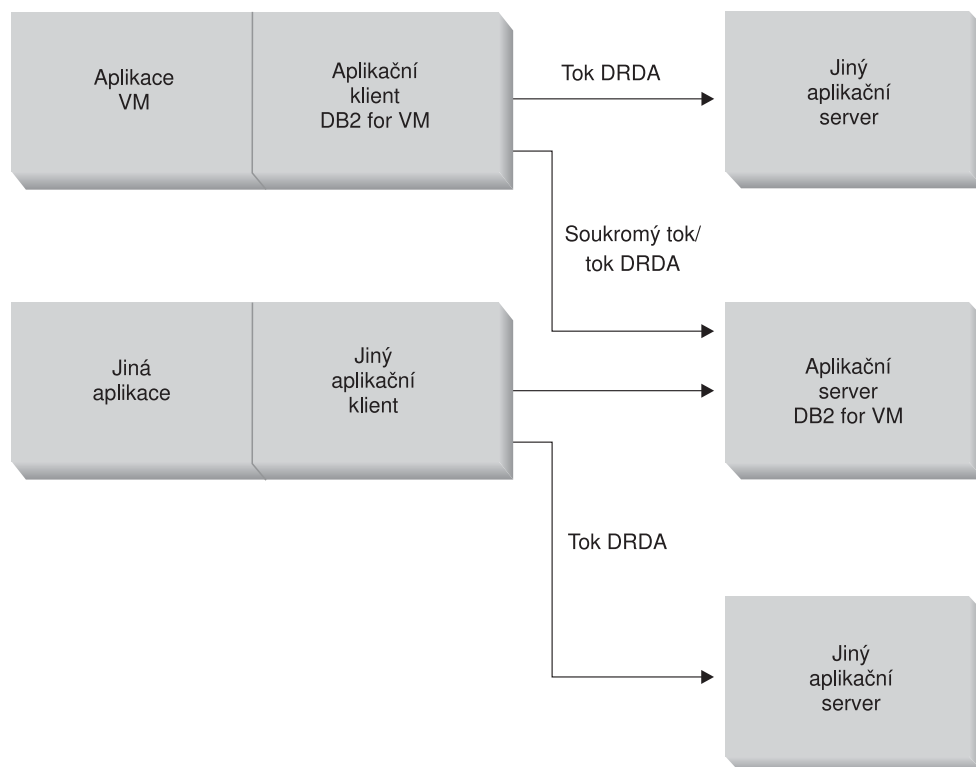 Aplikace
VM
Aplikační
klient
DB2 for VM
Tok DRDA
Jiný
aplikační
server
Soukromý tok/
tok DRDA
Jiná
aplikace
Jiný
aplikační
klient
Aplikační
server
DB2 for VM
Tok DRDA
Jiný
aplikační
server